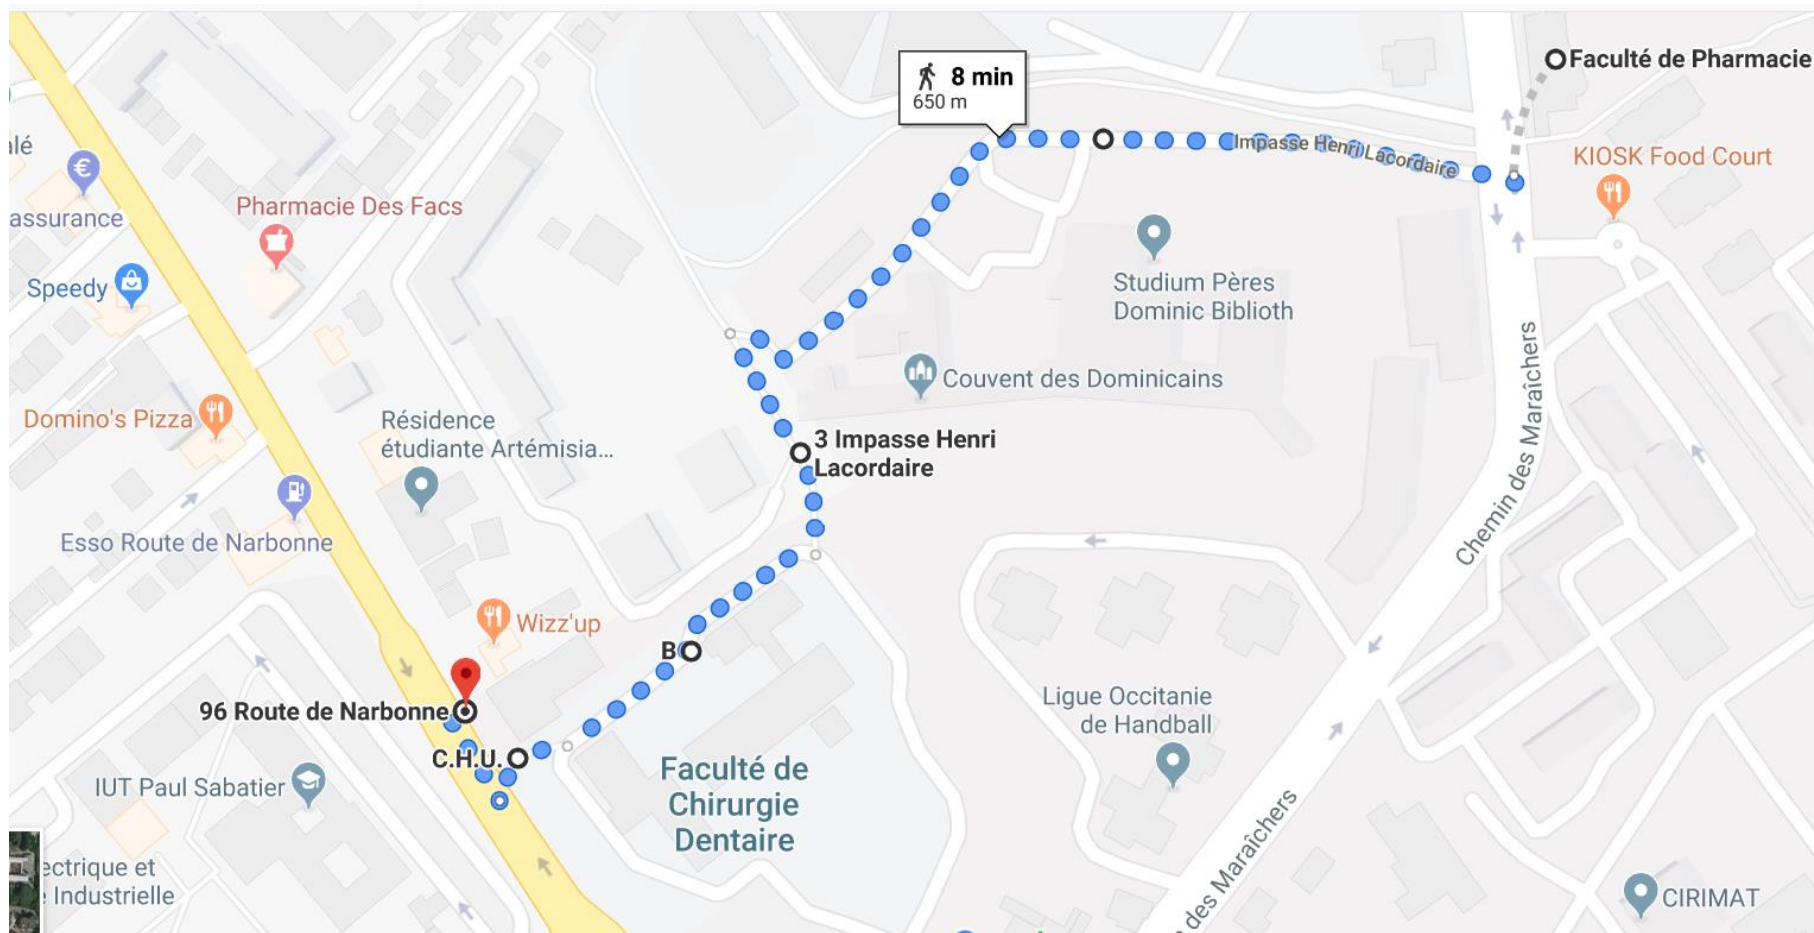 8 min
650 m
Faculté de Pharmacie
Impasse Henri Lacordaire
KIOSK Food Court
assurance
Pharmacie Des Facs
Speedy
Studium Pères
Dominic Biblioth
Couvent des Dominicains
Domino's Pizza
Résidence
étudiante Artémisia...
3 Impasse Henri
Lacordaire
Chemin des Maraîchers
Esso Route de Narbonne
Wizz'up
B
96 Route de Narbonne
C.H.U.
Ligue Occitanie
de Handball
IUT Paul Sabatier
Faculté de
Chirurgie
Dentaire
des Maraîchers
ectrique et
Industrielle
CIRIMAT